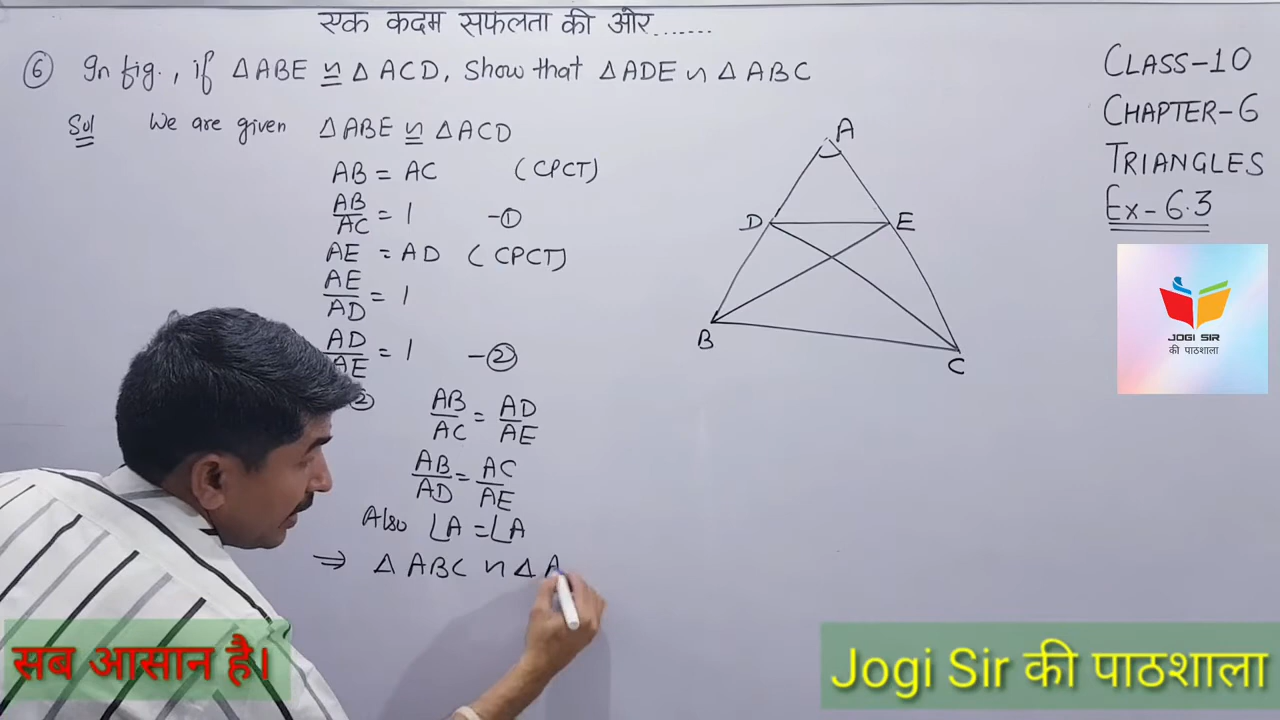 एक कदम सफलता की ओर.......
⑥ In fig., if △ABE ≌ △ACD, Show that △ADE ∽ △ABC
Sol We are given △ABE ≌ △ACD
AB = AC (CPCT)
AB/AC = 1 -①
AE = AD (CPCT)
AE/AD = 1
AD/AE = 1 -②
② AB/AC = AD/AE
AB/AD = AC/AE
Also ∠A = ∠A
⇒ △ABC ∽ △A
A
D E
B
C
CLASS-10
CHAPTER-6
TRIANGLES
Ex-6.3
JOGI SIR
की पाठशाला
सब आसान है।
Jogi Sir की पाठशाला